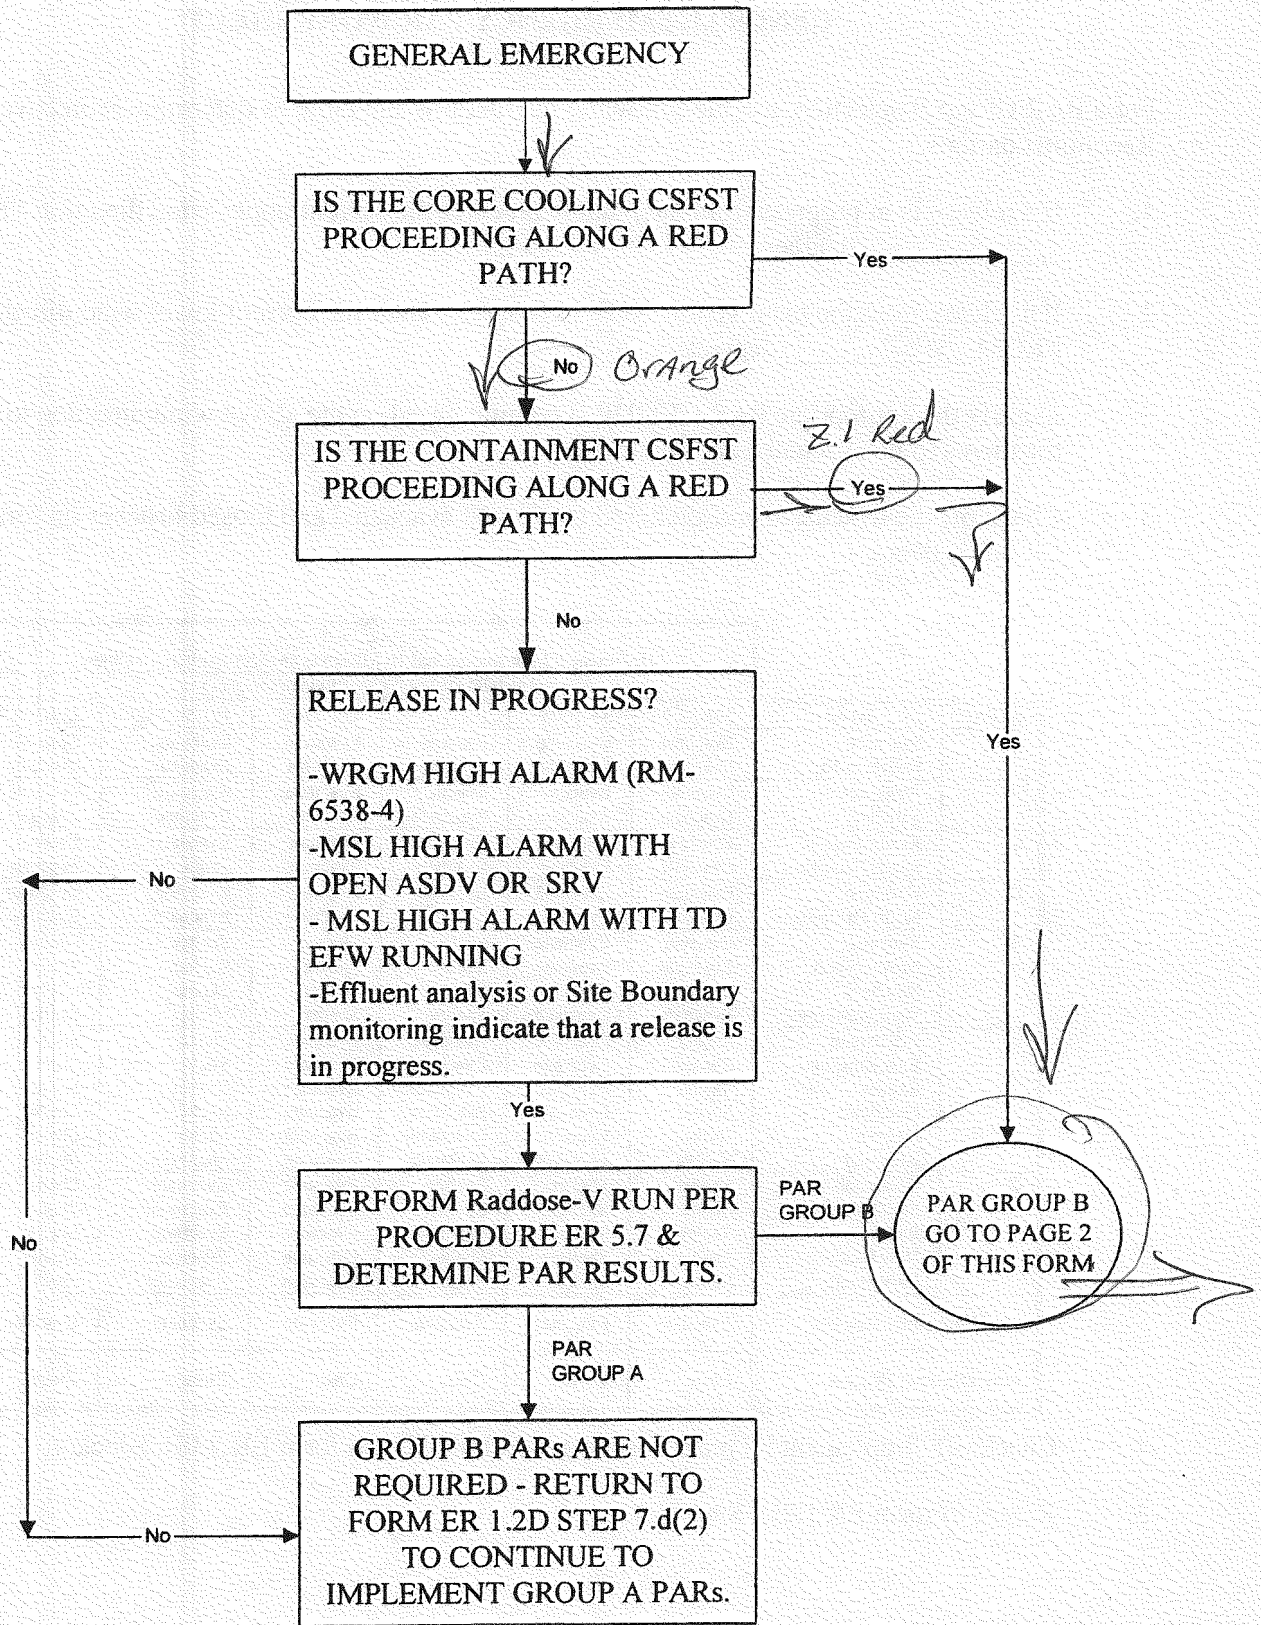 GENERAL EMERGENCY
IS THE CORE COOLING CSFST
PROCEEDING ALONG A RED
PATH?
Yes
No
Orange
IS THE CONTAINMENT CSFST
PROCEEDING ALONG A RED
PATH?
Z.1 Red
Yes
No
RELEASE IN PROGRESS?
-WRGM HIGH ALARM (RM-
6538-4)
-MSL HIGH ALARM WITH
OPEN ASDV OR SRV
- MSL HIGH ALARM WITH TD
EFW RUNNING
-Effluent analysis or Site Boundary
monitoring indicate that a release is
in progress.
Yes
No
Yes
PERFORM Raddose-V RUN PER
PROCEDURE ER 5.7 &
DETERMINE PAR RESULTS.
PAR
GROUP B
PAR GROUP B
GO TO PAGE 2
OF THIS FORM
No
PAR
GROUP A
GROUP B PARs ARE NOT
REQUIRED - RETURN TO
FORM ER 1.2D STEP 7.d(2)
TO CONTINUE TO
IMPLEMENT GROUP A PARs.
No